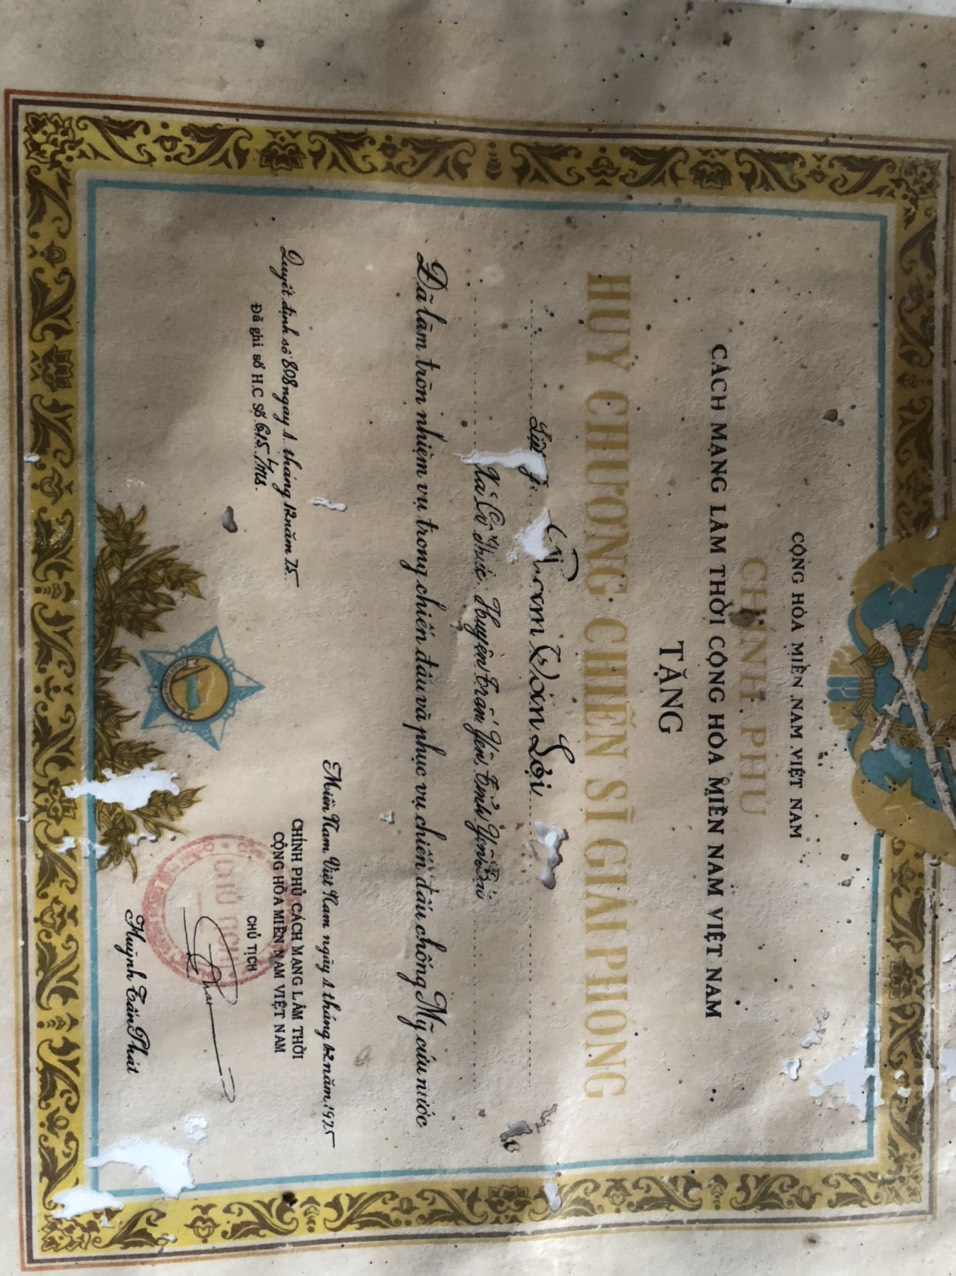 CỘNG HÒA MIỀN NAM VIỆT NAM
CHÍNH PHỦ
CÁCH MẠNG LÂM THỜI CỘNG HÒA MIỀN NAM VIỆT NAM
TẶNG
HUY CHƯƠNG CHIẾN SĨ GIẢI PHÓNG
Văn Lợi
Xã Huyện Trấn Yên, Tỉnh Yên Bái
Đã làm tròn nhiệm vụ trong chiến đấu và phục vụ chiến đấu chống Mỹ cứu nước
Quyết định số 808 ngày 1 tháng 12 năm 75
Đã ghi sổ H.C Số 615
Miền Nam Việt Nam ngày 1 tháng 12 năm 1975
CHÍNH PHỦ CÁCH MẠNG LÂM THỜI
CỘNG HÒA MIỀN NAM VIỆT NAM
CHỦ TỊCH
Huỳnh Tấn Phát